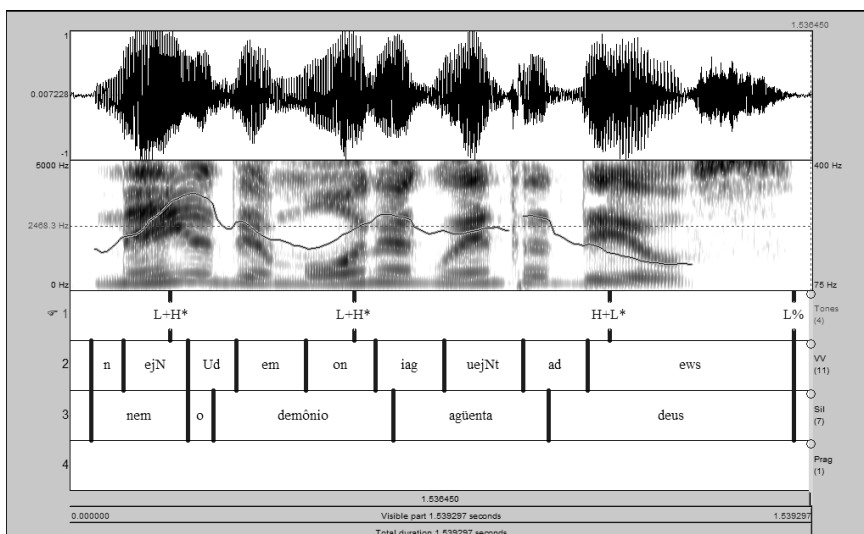 1.536450
1
0.007228
-1
5000 Hz 400 Hz
2468.3 Hz
0 Hz 75 Hz
☞ 1 L+H* L+H* H+L* L% Tones (4)
2 n ejN Ud em on iag uejNt ad ews VV (11)
3 nem o demônio agüenta deus Sil (7)
4 Prag (1)
1.536450
0.000000 Visible part 1.539297 seconds 1.539297
Total duration 1.539297 seconds